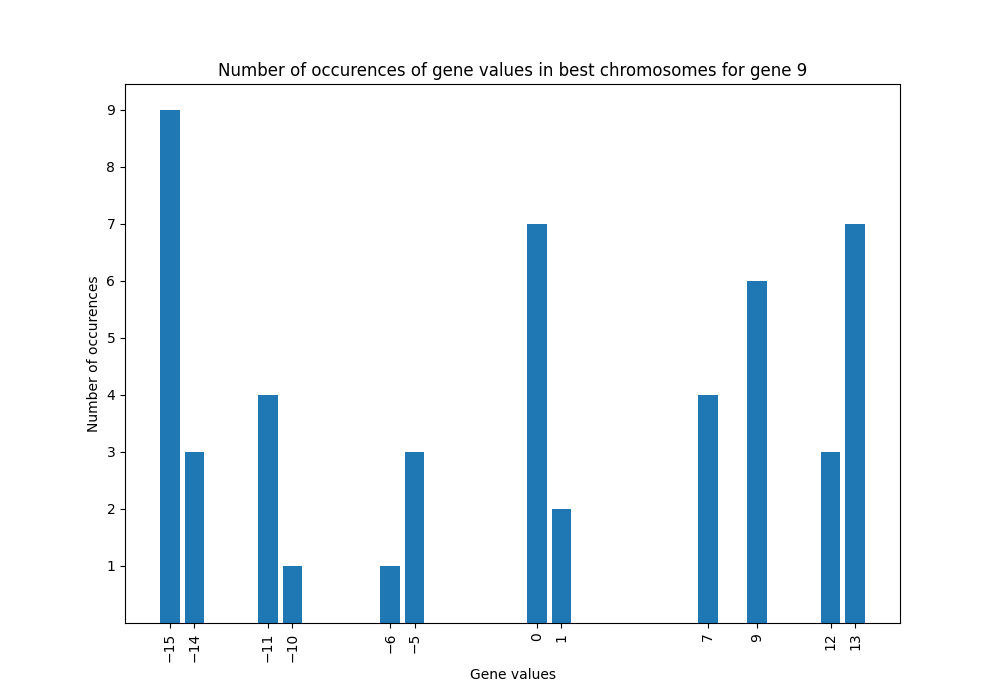 Number of occurences of gene values in best chromosomes for gene 9
9
8
7
6
5
4
3
2
1
Number of occurences
−15 −14 −11 −10 −6 −5 0 1 7 9 12 13
Gene values